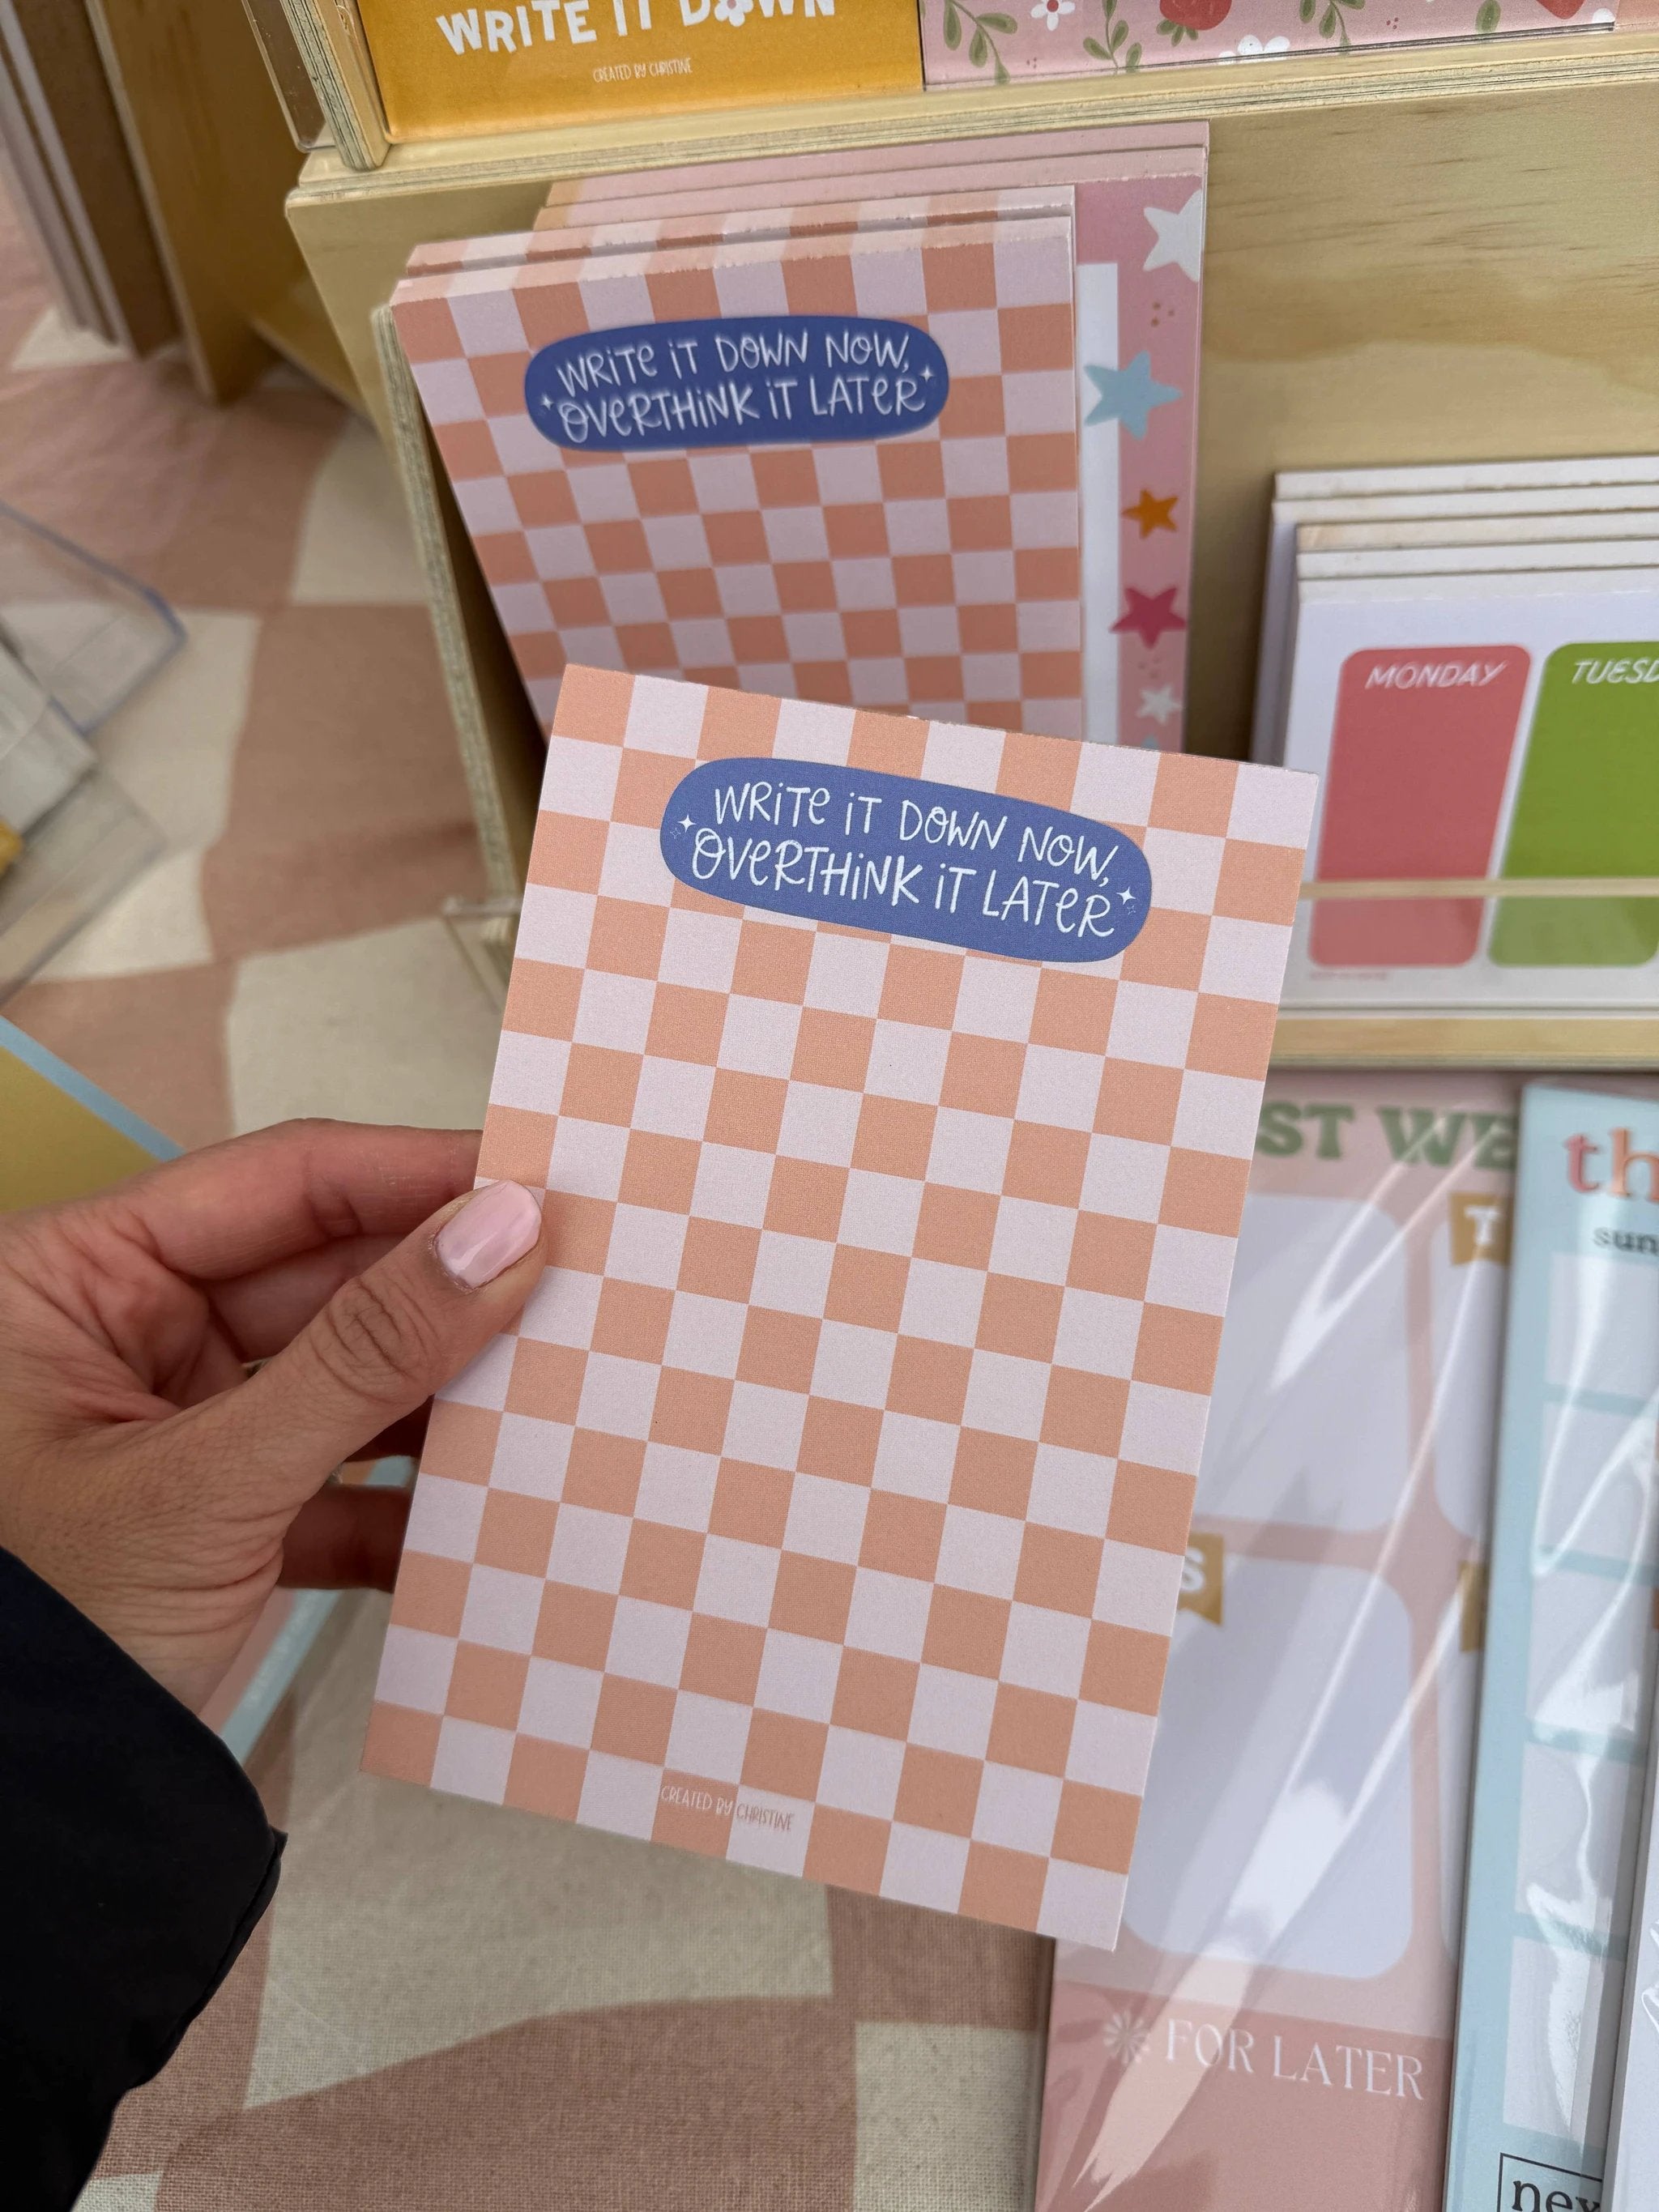 WRITE IT DOWN
CREATED BY CHRISTINE
WRITE IT DOWN NOW,
OVERTHINK IT LATER
MONDAY
TUESD
WRITE IT DOWN NOW,
OVERTHINK IT LATER
ST WE
th
sun
T
S
CREATED BY CHRISTINE
FOR LATER
nex